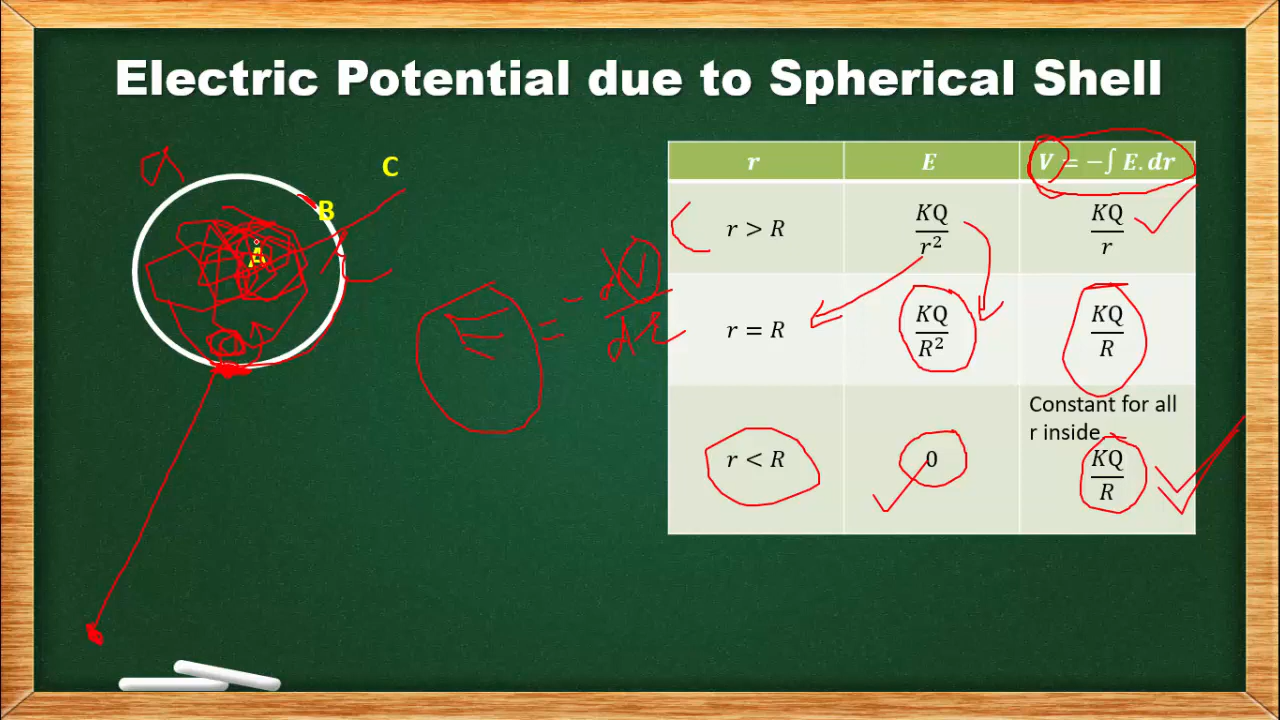 Electric Potential due to Spherical Shell
Q
C
B
A
E = - dV/dr
r E V = −∫ E.dr
r > R KQ/r² KQ/r
r = R KQ/R² KQ/R
Constant for all
r inside
r < R 0 KQ/R